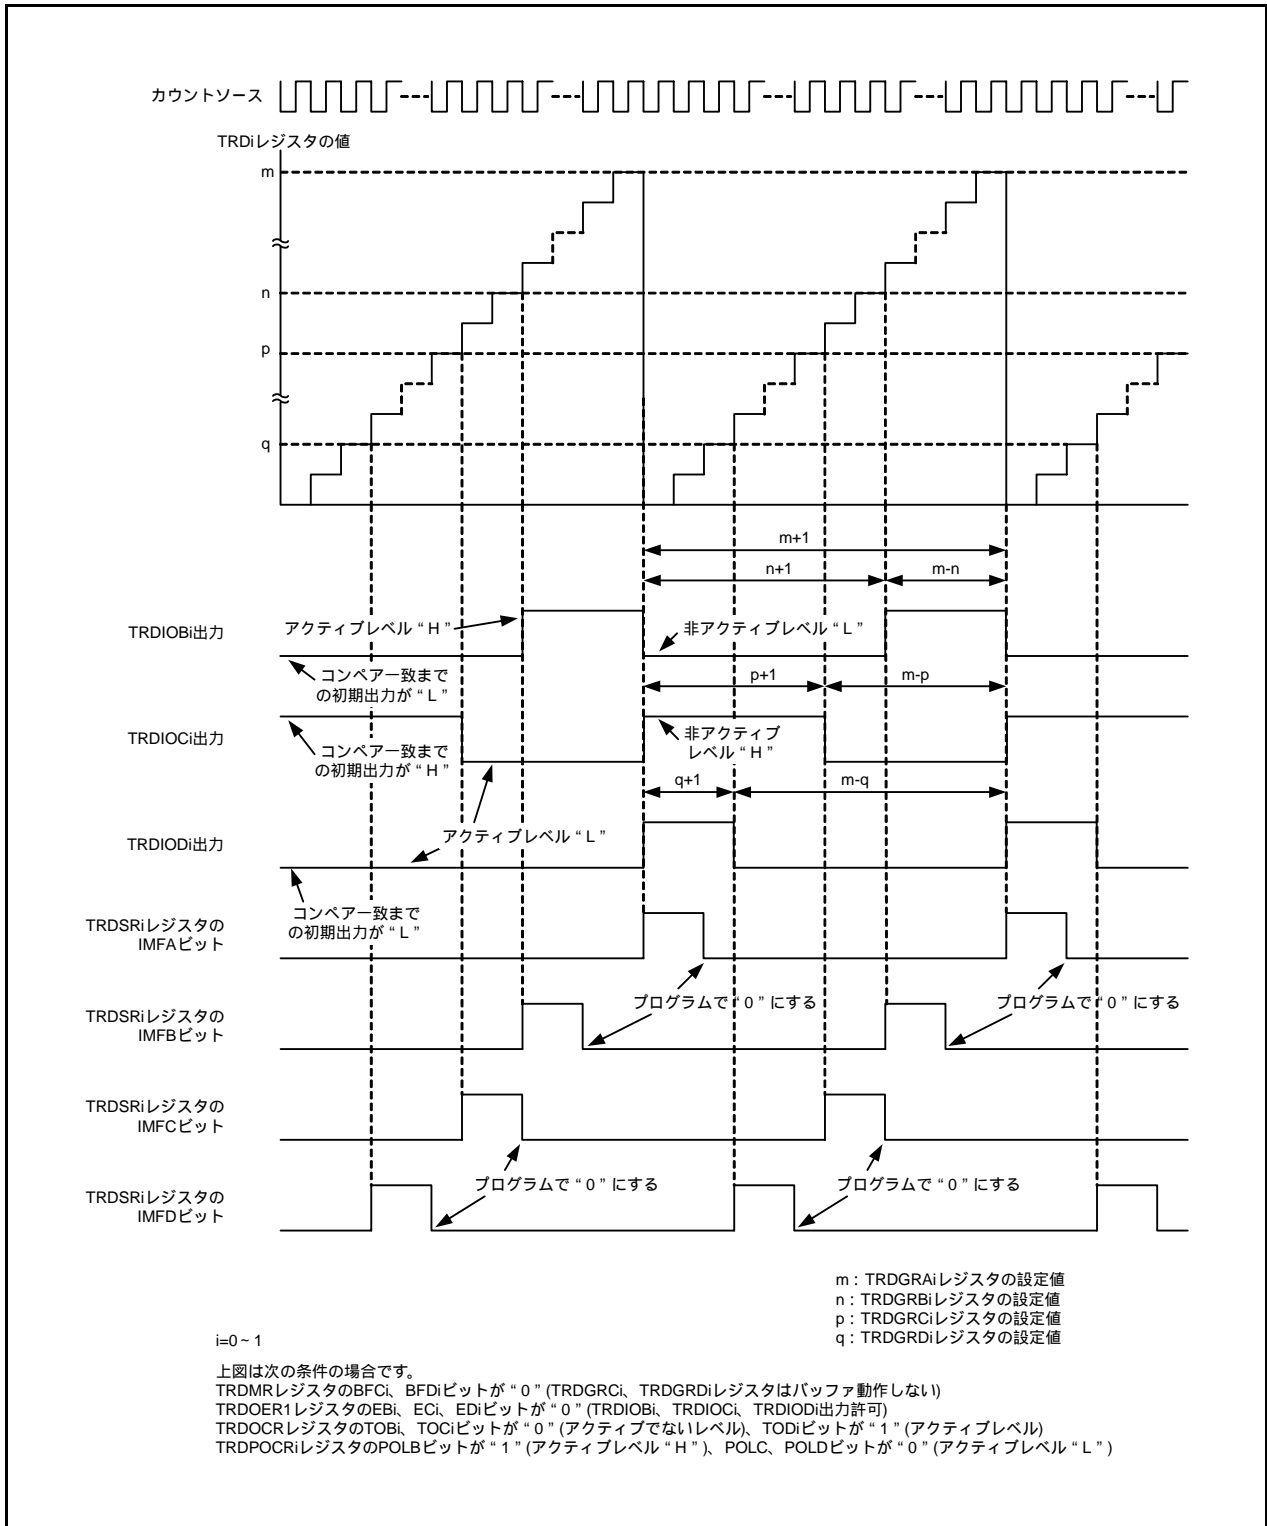 カウントソース
TRDiレジスタの値
m
n
p
q
m+1
n+1
m-n
TRDIOBi出力
アクティブレベル“H”
非アクティブレベル“L”
コンペア一致まで
の初期出力が“L”
p+1
m-p
TRDIOCi出力
コンペア一致まで
の初期出力が“H”
非アクティブ
レベル“H”
q+1
m-q
TRDIODi出力
アクティブレベル“L”
コンペア一致まで
の初期出力が“L”
TRDSRiレジスタの
IMFAビット
プログラムで“0”にする
プログラムで“0”にする
TRDSRiレジスタの
IMFBビット
TRDSRiレジスタの
IMFCビット
プログラムで“0”にする
プログラムで“0”にする
TRDSRiレジスタの
IMFDビット
m : TRDGRAiレジスタの設定値
n : TRDGRBiレジスタの設定値
p : TRDGRCiレジスタの設定値
q : TRDGRDiレジスタの設定値
i=0~1
上図は次の条件の場合です。
TRDMRレジスタのBFCi、BFDiビットが“0”(TRDGRCi、TRDGRDiレジスタはバッファ動作しない)
TRDOER1レジスタのEBi、ECi、EDiビットが“0”(TRDIOBi、TRDIOCi、TRDIODi出力許可)
TRDOCRレジスタのTOBi、TOCiビットが“0”(アクティブでないレベル)、TODiビットが“1”(アクティブレベル)
TRDPOCRiレジスタのPOLBビットが“1”(アクティブレベル“H”)、POLC、POLDビットが“0”(アクティブレベル“L”)